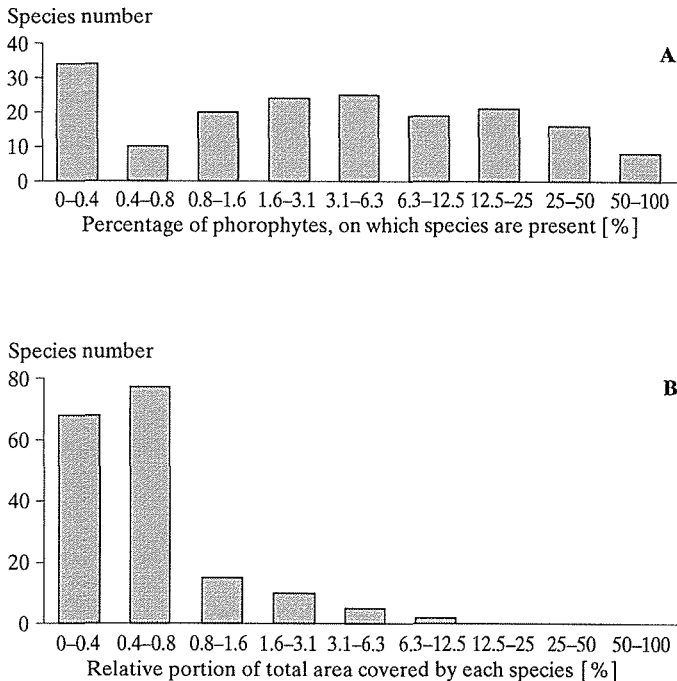 Species number
A
40
30
20
10
0
0–0.4 0.4–0.8 0.8–1.6 1.6–3.1 3.1–6.3 6.3–12.5 12.5–25 25–50 50–100
Percentage of phorophytes, on which species are present [%]
Species number
B
80
60
40
20
0
0–0.4 0.4–0.8 0.8–1.6 1.6–3.1 3.1–6.3 6.3–12.5 12.5–25 25–50 50–100
Relative portion of total area covered by each species [%]